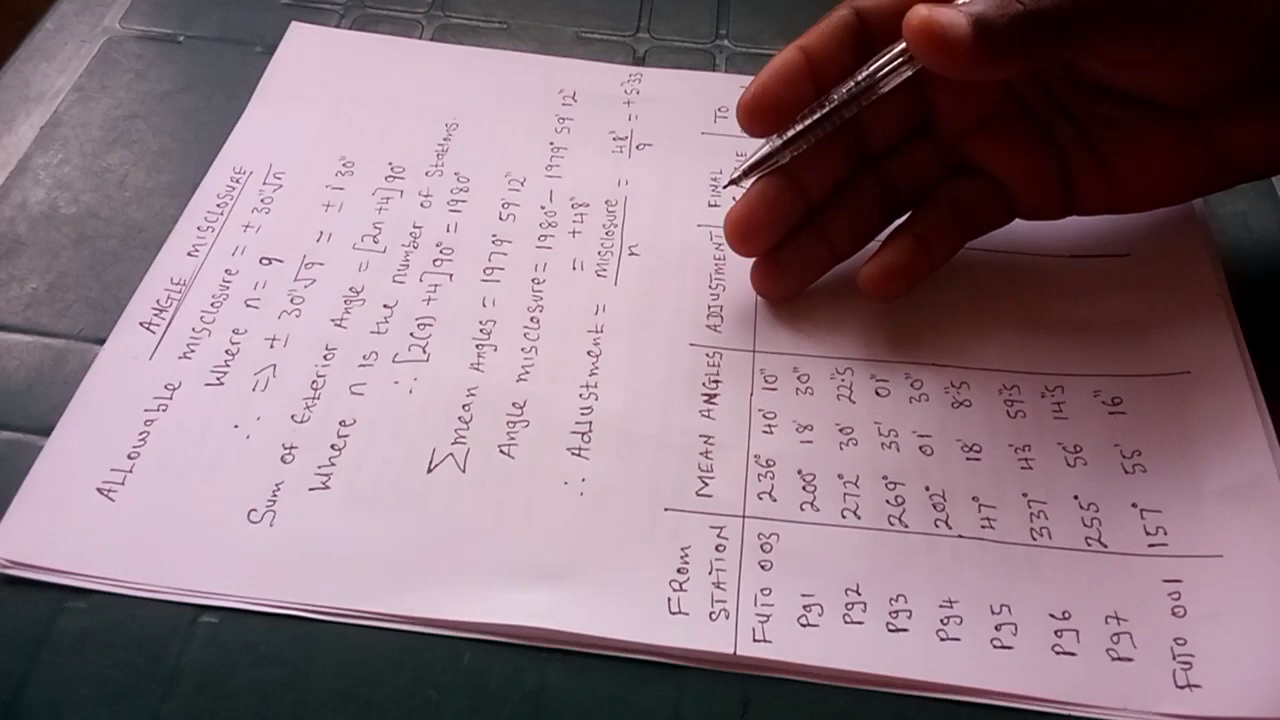 ANGLE MISCLOSURE
Allowable misclosure = ± 30"√n
Where n = 9
∴ => ± 30"√9 = ± 1' 30"
Sum of Exterior Angle = [2n+4] 90°
Where n is the number of Stations.
∴ [2(9) +4] 90° = 1980°
∑mean Angles = 1979° 59' 12"
Angle misclosure = 1980° - 1979° 59' 12"
= +48"
∴ Adjustment = misclosure / n = 48" / 9 = +5.33
FROM STATION | MEAN ANGLES | ADJUSTMENT | FINAL | TO
FUTO 003 236° 40' 10"
Pg1 200° 18' 30"
Pg2 272° 30' 22".5
Pg3 269° 35' 01"
Pg4 202° 01' 30"
Pg5 47° 18' 8".5
Pg6 337° 43' 59".5
Pg7 255° 56' 14".5
FUTO 001 157° 55' 16"